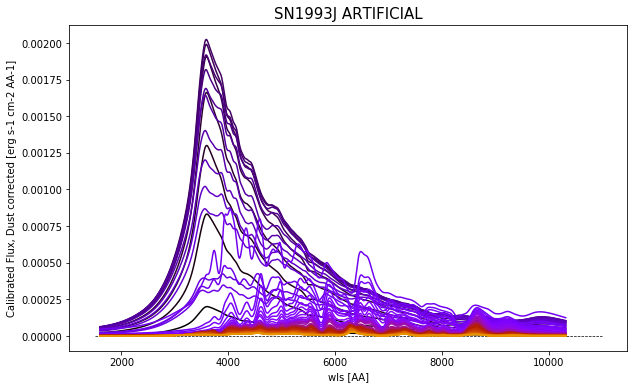 SN1993J ARTIFICIAL
Calibrated Flux, Dust corrected [erg s-1 cm-2 AA-1]
0.00200
0.00175
0.00150
0.00125
0.00100
0.00075
0.00050
0.00025
0.00000
2000 4000 6000 8000 10000
wls [AA]